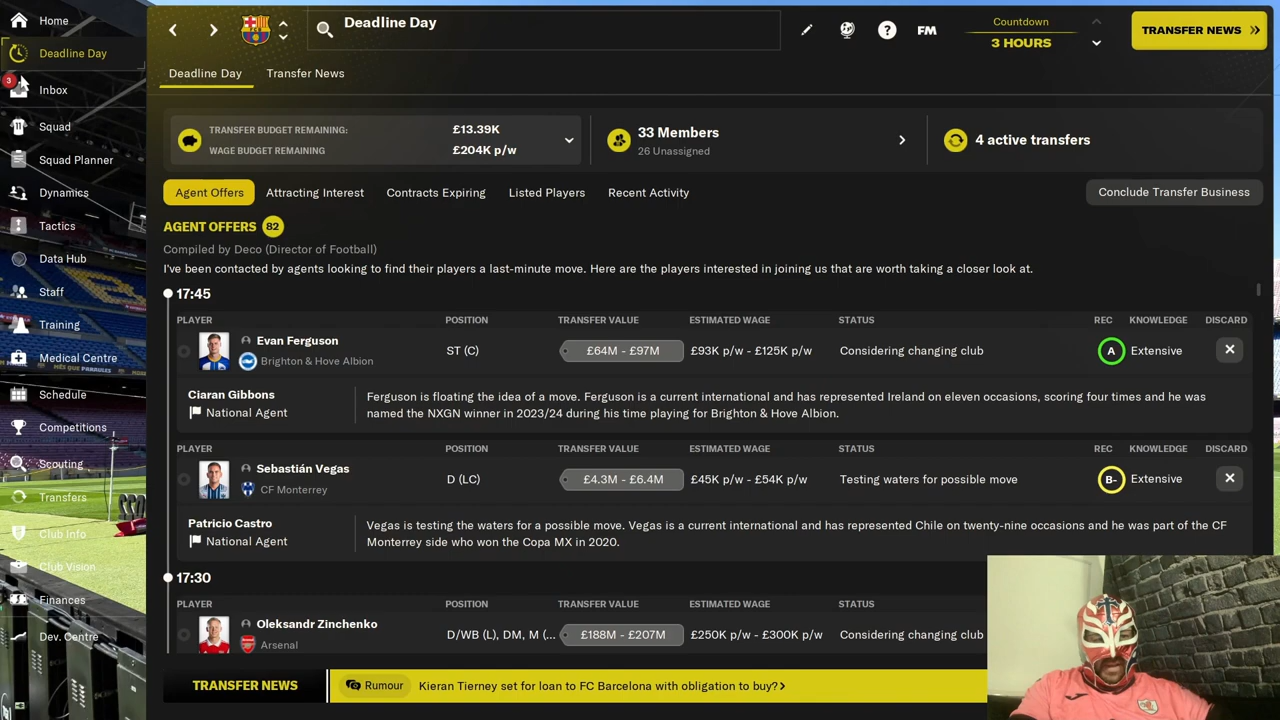 Home
Deadline Day
3
Inbox
Squad
Squad Planner
Dynamics
Tactics
Data Hub
Staff
Training
Medical Centre
Schedule
Competitions
Scouting
Transfers
Club Info
Club Vision
Finances
Dev. Centre
Deadline Day
FM
Countdown
3 HOURS
TRANSFER NEWS
Deadline Day Transfer News
TRANSFER BUDGET REMAINING: £13.39K
WAGE BUDGET REMAINING £204K p/w
33 Members
26 Unassigned
4 active transfers
Agent Offers Attracting Interest Contracts Expiring Listed Players Recent Activity Conclude Transfer Business
AGENT OFFERS 82
Compiled by Deco (Director of Football)
I've been contacted by agents looking to find their players a last-minute move. Here are the players interested in joining us that are worth taking a closer look at.
17:45
PLAYER POSITION TRANSFER VALUE ESTIMATED WAGE STATUS REC KNOWLEDGE DISCARD
Evan Ferguson
Brighton & Hove Albion
ST (C) £64M - £97M £93K p/w - £125K p/w Considering changing club A Extensive
Ciaran Gibbons
National Agent
Ferguson is floating the idea of a move. Ferguson is a current international and has represented Ireland on eleven occasions, scoring four times and he was
named the NXGN winner in 2023/24 during his time playing for Brighton & Hove Albion.
PLAYER POSITION TRANSFER VALUE ESTIMATED WAGE STATUS REC KNOWLEDGE DISCARD
Sebastián Vegas
CF Monterrey
D (LC) £4.3M - £6.4M £45K p/w - £54K p/w Testing waters for possible move B- Extensive
Patricio Castro
National Agent
Vegas is testing the waters for a possible move. Vegas is a current international and has represented Chile on twenty-nine occasions and he was part of the CF
Monterrey side who won the Copa MX in 2020.
17:30
PLAYER POSITION TRANSFER VALUE ESTIMATED WAGE STATUS
Oleksandr Zinchenko
Arsenal
D/WB (L), DM, M (... £188M - £207M £250K p/w - £300K p/w Considering changing club
TRANSFER NEWS Rumour Kieran Tierney set for loan to FC Barcelona with obligation to buy?